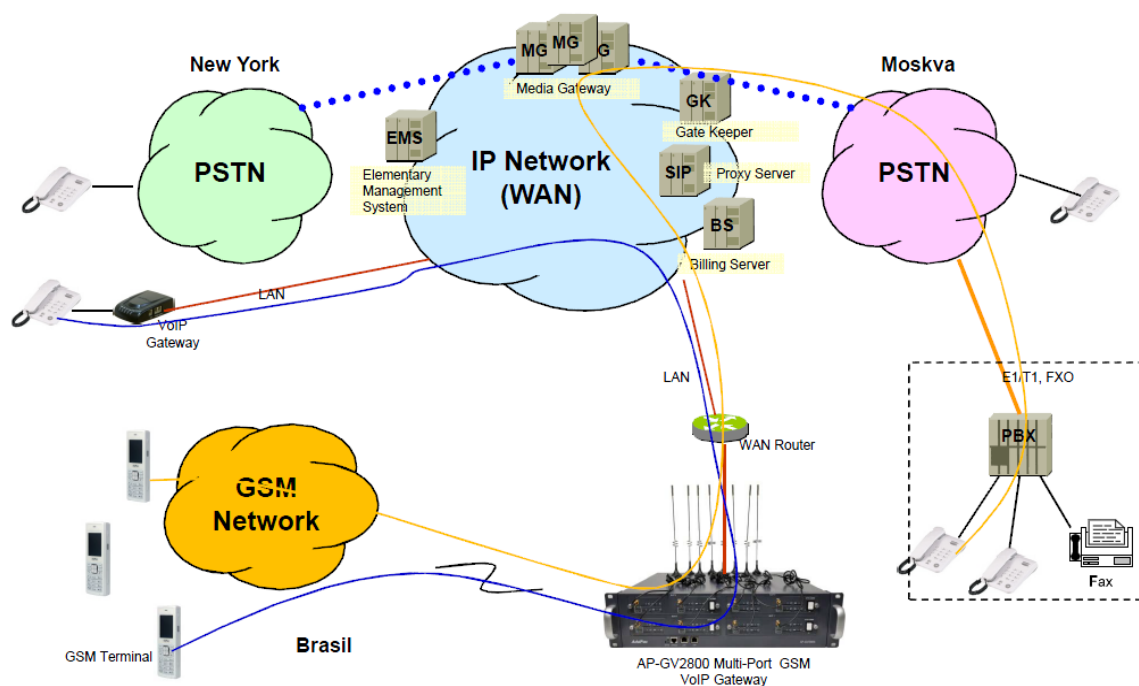 New York
Moskva
MG
MG
G
Media Gateway
GK
Gate Keeper
EMS
Elementary
Management
System
IP Network
(WAN)
SIP
Proxy Server
BS
Billing Server
PSTN
PSTN
LAN
VoIP
Gateway
LAN
E1/T1, FXO
WAN Router
PBX
GSM
Network
Fax
GSM Terminal
Brasil
AP-GV2800 Multi-Port GSM
VoIP Gateway